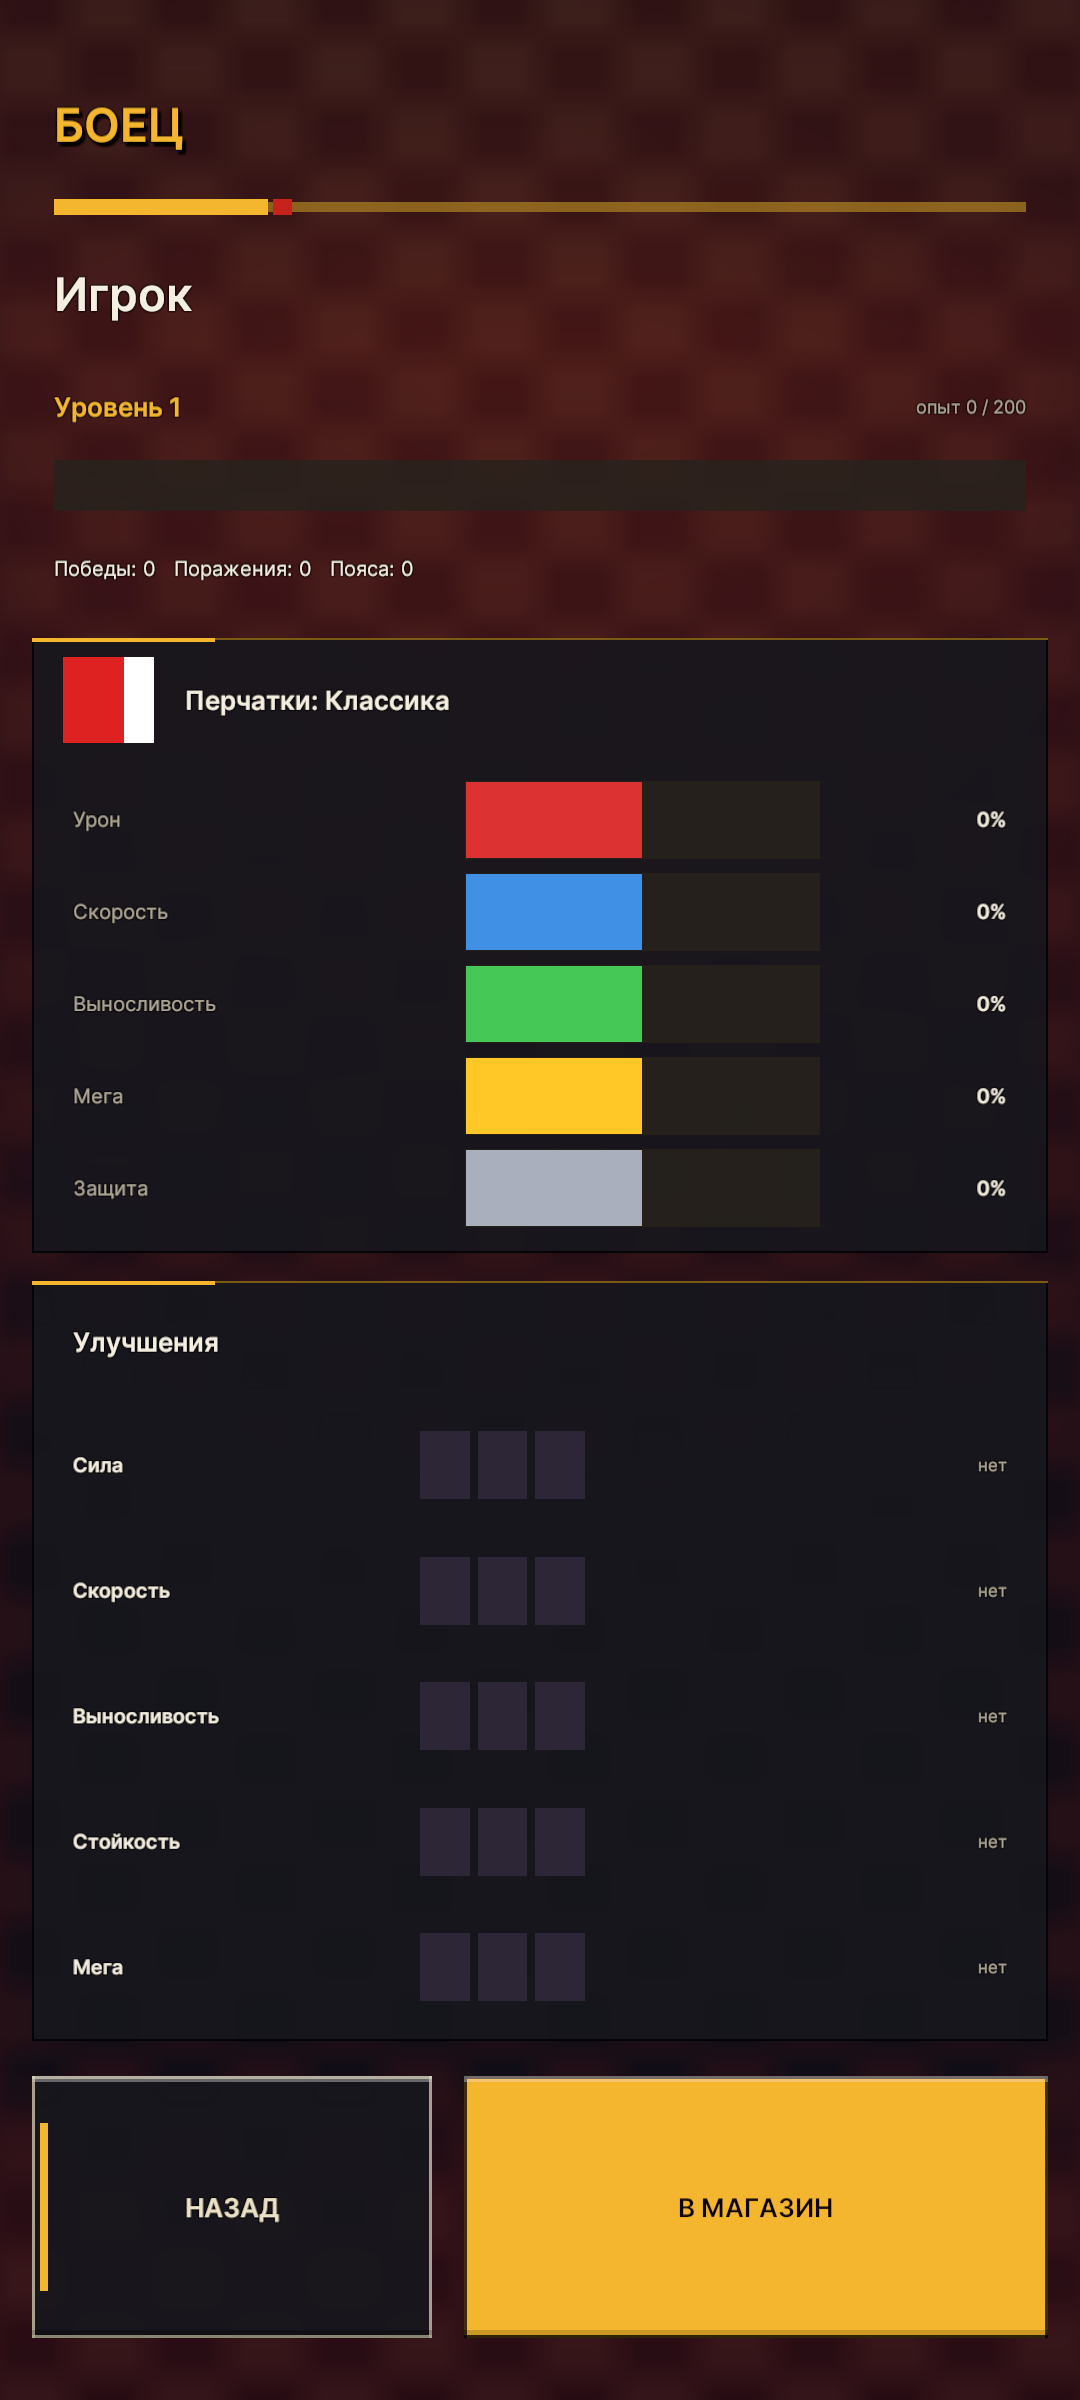 БОЕЦ
Игрок
Уровень 1 опыт 0 / 200
Победы: 0 Поражения: 0 Пояса: 0
Перчатки: Классика
Урон 0%
Скорость 0%
Выносливость 0%
Мега 0%
Защита 0%
Улучшения
Сила нет
Скорость нет
Выносливость нет
Стойкость нет
Мега нет
НАЗАД В МАГАЗИН